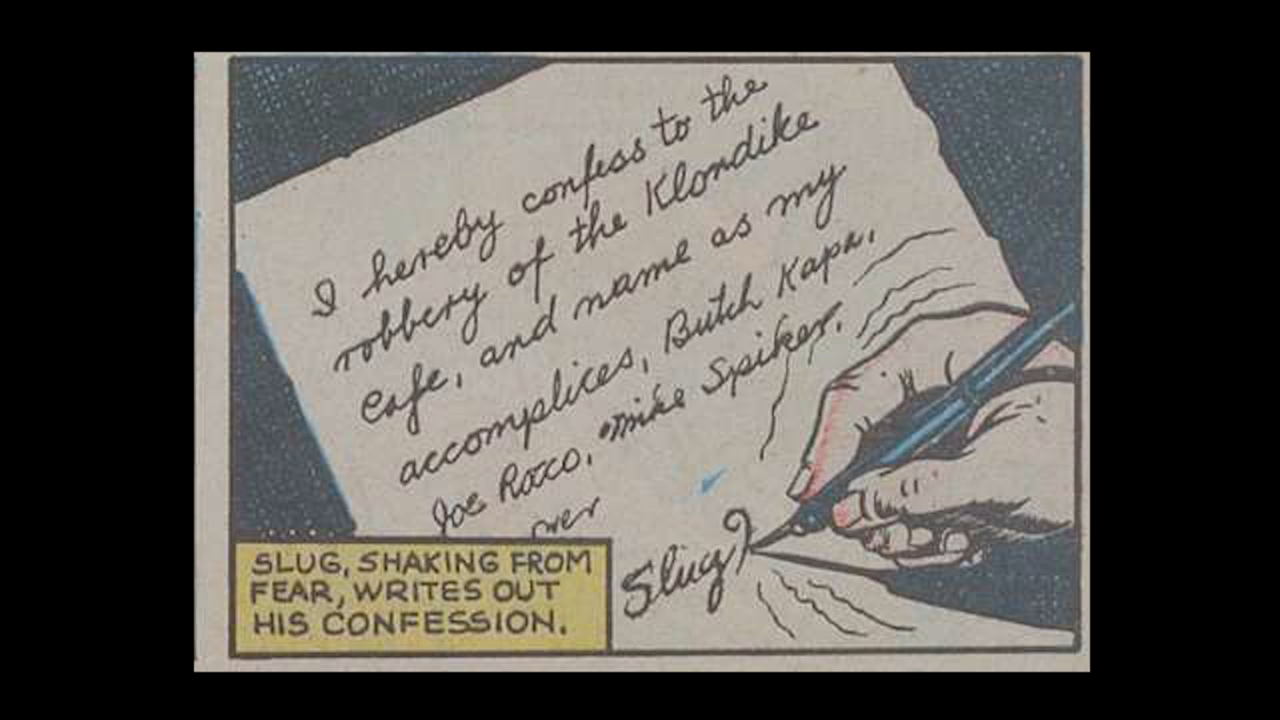 I hereby confess to the
robbery of the Klondike
Cafe, and name as my
accomplices, Butch Kapa,
Joe Rocco, Mike Spiker.
SLUG, SHAKING FROM
FEAR, WRITES OUT
HIS CONFESSION.
Slug